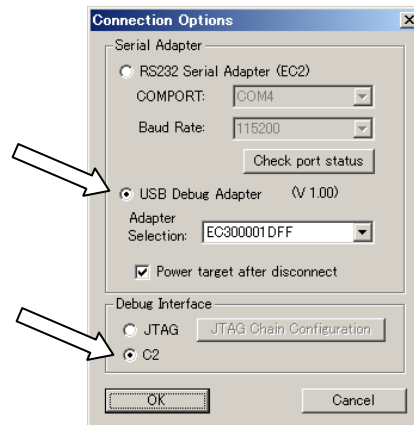 Connection Options
Serial Adapter
RS232 Serial Adapter (EC2)
COMPORT: COM4
Baud Rate: 115200
Check port status
USB Debug Adapter (V 1.00)
Adapter
Selection: EC300001DFF
Power target after disconnect
Debug Interface
JTAG JTAG Chain Configuration
C2
OK Cancel